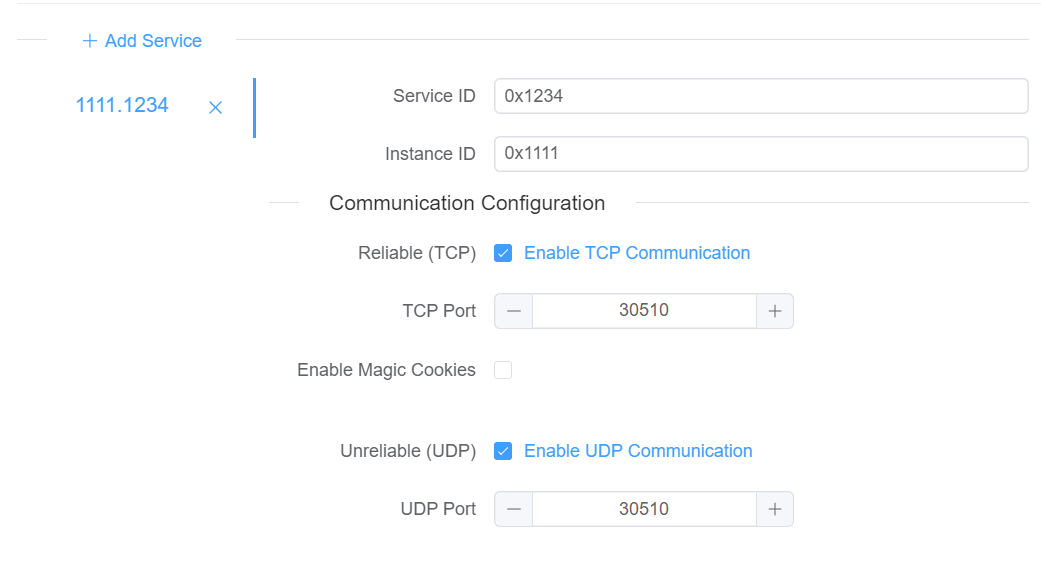 + Add Service
1111.1234
Service ID 0x1234
Instance ID 0x1111
Communication Configuration
Reliable (TCP) Enable TCP Communication
TCP Port 30510
Enable Magic Cookies
Unreliable (UDP) Enable UDP Communication
UDP Port 30510